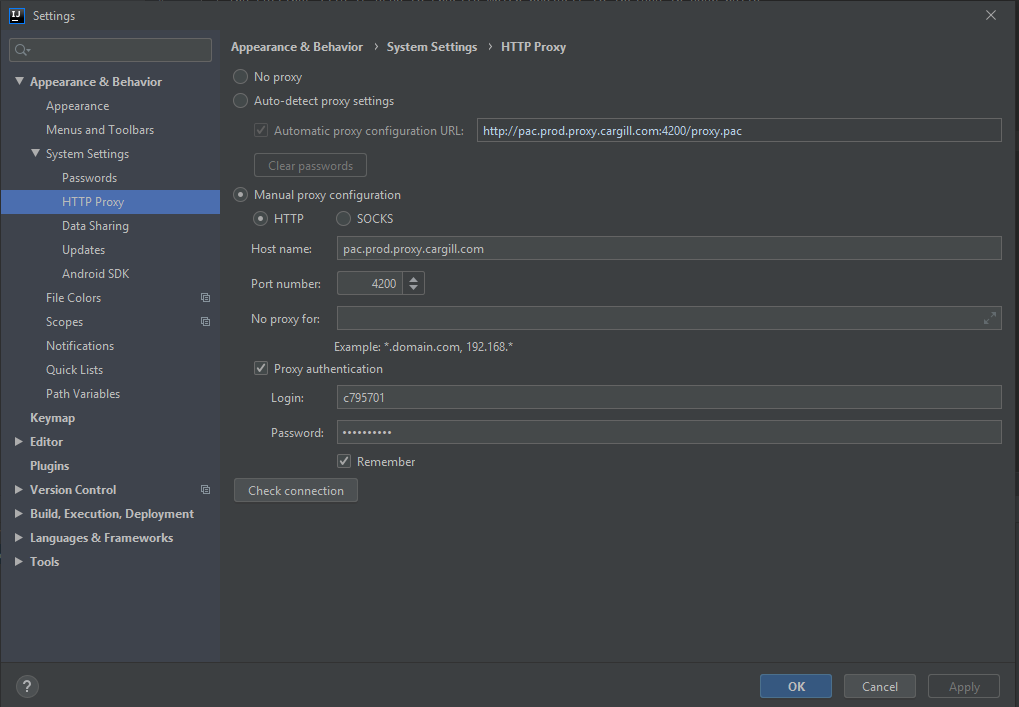 Settings
Appearance & Behavior
Appearance
Menus and Toolbars
System Settings
Passwords
HTTP Proxy
Data Sharing
Updates
Android SDK
File Colors
Scopes
Notifications
Quick Lists
Path Variables
Keymap
Editor
Plugins
Version Control
Build, Execution, Deployment
Languages & Frameworks
Tools
Appearance & Behavior › System Settings › HTTP Proxy
No proxy
Auto-detect proxy settings
Automatic proxy configuration URL: http://pac.prod.proxy.cargill.com:4200/proxy.pac
Clear passwords
Manual proxy configuration
HTTP SOCKS
Host name: pac.prod.proxy.cargill.com
Port number: 4200
No proxy for:
Example: *.domain.com, 192.168.*
Proxy authentication
Login: c795701
Password: ••••••••••
Remember
Check connection
? OK Cancel Apply